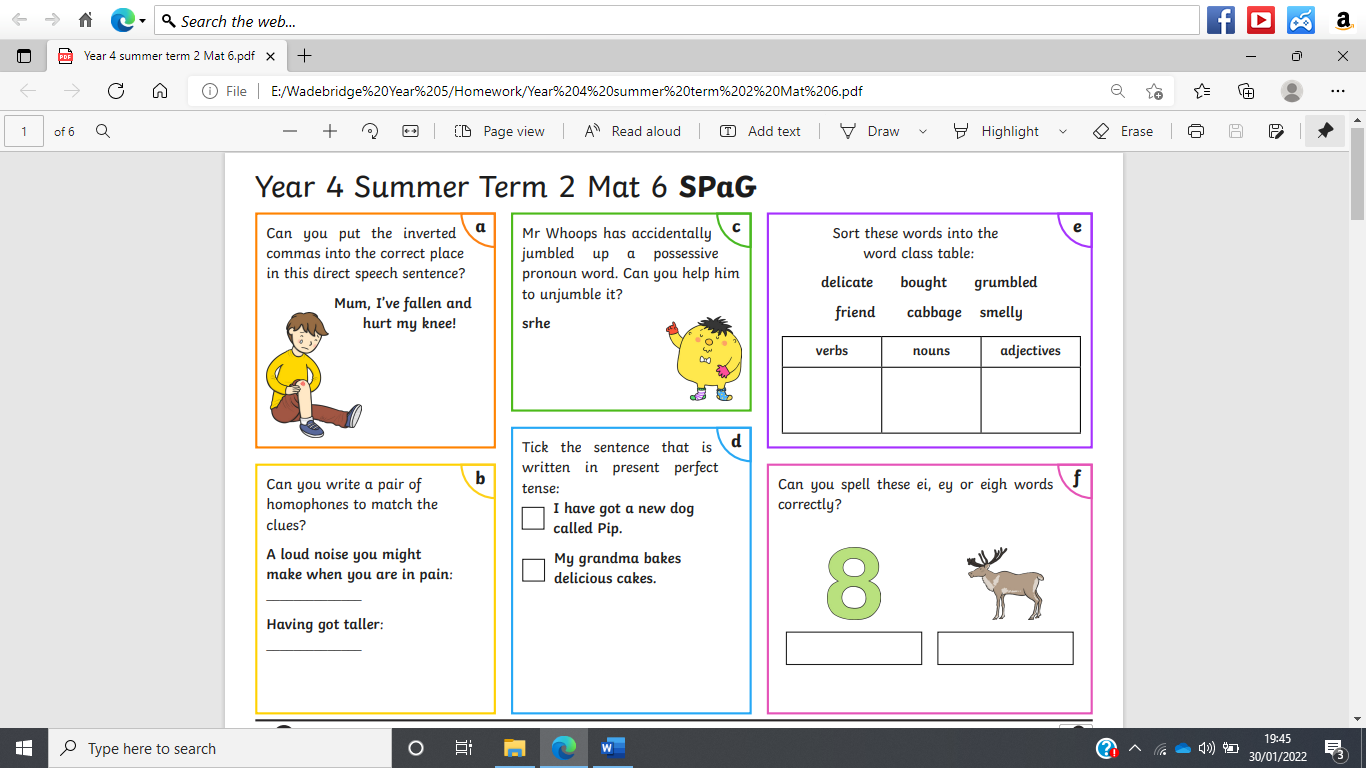 Search the web...
Year 4 summer term 2 Mat 6.pdf
File
E:/Wadebridge%20Year%205/Homework/Year%204%20summer%20term%202%20Mat%206.pdf
1 of 6
Page view
Read aloud
Add text
Draw
Highlight
Erase
Year 4 Summer Term 2 Mat 6 SPaG
a
Can you put the inverted
commas into the correct place
in this direct speech sentence?
Mum, I've fallen and
hurt my knee!
b
Can you write a pair of
homophones to match the
clues?
A loud noise you might
make when you are in pain:
Having got taller:
c
Mr Whoops has accidentally
jumbled up a possessive
pronoun word. Can you help him
to unjumble it?
srhe
d
Tick the sentence that is
written in present perfect
tense:
I have got a new dog
called Pip.
My grandma bakes
delicious cakes.
e
Sort these words into the
word class table:
delicate bought grumbled
friend cabbage smelly
verbs nouns adjectives
f
Can you spell these ei, ey or eigh words
correctly?
8
Type here to search
19:45
30/01/2022
3